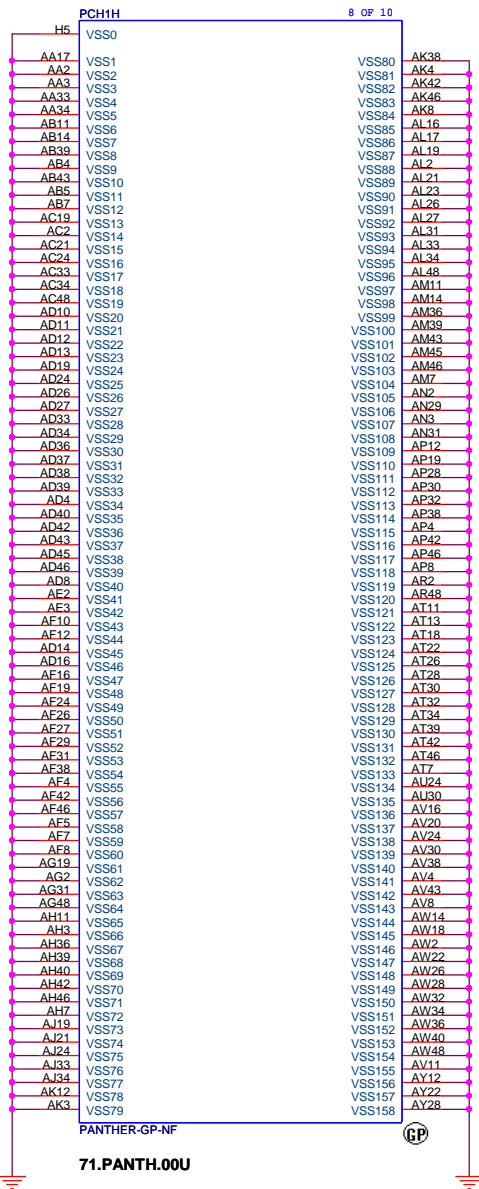 PCH1H 8 OF 10
H5 VSS0
AA17 VSS1 VSS80 AK38
AA2 VSS2 VSS81 AK4
AA3 VSS3 VSS82 AK42
AA33 VSS4 VSS83 AK46
AA34 VSS5 VSS84 AK8
AB11 VSS6 VSS85 AL16
AB14 VSS7 VSS86 AL17
AB39 VSS8 VSS87 AL19
AB4 VSS9 VSS88 AL2
AB43 VSS10 VSS89 AL21
AB5 VSS11 VSS90 AL23
AB7 VSS12 VSS91 AL26
AC19 VSS13 VSS92 AL27
AC2 VSS14 VSS93 AL31
AC21 VSS15 VSS94 AL33
AC24 VSS16 VSS95 AL34
AC33 VSS17 VSS96 AL48
AC34 VSS18 VSS97 AM11
AC48 VSS19 VSS98 AM14
AD10 VSS20 VSS99 AM36
AD11 VSS21 VSS100 AM39
AD12 VSS22 VSS101 AM43
AD13 VSS23 VSS102 AM45
AD19 VSS24 VSS103 AM46
AD24 VSS25 VSS104 AM7
AD26 VSS26 VSS105 AN2
AD27 VSS27 VSS106 AN29
AD33 VSS28 VSS107 AN3
AD34 VSS29 VSS108 AN31
AD36 VSS30 VSS109 AP12
AD37 VSS31 VSS110 AP19
AD38 VSS32 VSS111 AP28
AD39 VSS33 VSS112 AP30
AD4 VSS34 VSS113 AP32
AD40 VSS35 VSS114 AP38
AD42 VSS36 VSS115 AP4
AD43 VSS37 VSS116 AP42
AD45 VSS38 VSS117 AP46
AD46 VSS39 VSS118 AP8
AD8 VSS40 VSS119 AR2
AE2 VSS41 VSS120 AR48
AE3 VSS42 VSS121 AT11
AF10 VSS43 VSS122 AT13
AF12 VSS44 VSS123 AT18
AD14 VSS45 VSS124 AT22
AD16 VSS46 VSS125 AT26
AF16 VSS47 VSS126 AT28
AF19 VSS48 VSS127 AT30
AF24 VSS49 VSS128 AT32
AF26 VSS50 VSS129 AT34
AF27 VSS51 VSS130 AT39
AF29 VSS52 VSS131 AT42
AF31 VSS53 VSS132 AT46
AF38 VSS54 VSS133 AT7
AF4 VSS55 VSS134 AU24
AF42 VSS56 VSS135 AU30
AF46 VSS57 VSS136 AV16
AF5 VSS58 VSS137 AV20
AF7 VSS59 VSS138 AV24
AF8 VSS60 VSS139 AV30
AG19 VSS61 VSS140 AV38
AG2 VSS62 VSS141 AV4
AG31 VSS63 VSS142 AV43
AG48 VSS64 VSS143 AV8
AH11 VSS65 VSS144 AW14
AH3 VSS66 VSS145 AW18
AH36 VSS67 VSS146 AW2
AH39 VSS68 VSS147 AW22
AH40 VSS69 VSS148 AW26
AH42 VSS70 VSS149 AW28
AH46 VSS71 VSS150 AW32
AH7 VSS72 VSS151 AW34
AJ19 VSS73 VSS152 AW36
AJ21 VSS74 VSS153 AW40
AJ24 VSS75 VSS154 AW48
AJ33 VSS76 VSS155 AV11
AJ34 VSS77 VSS156 AY12
AK12 VSS78 VSS157 AY22
AK3 VSS79 VSS158 AY28
PANTHER-GP-NF
GP
71.PANTH.00U